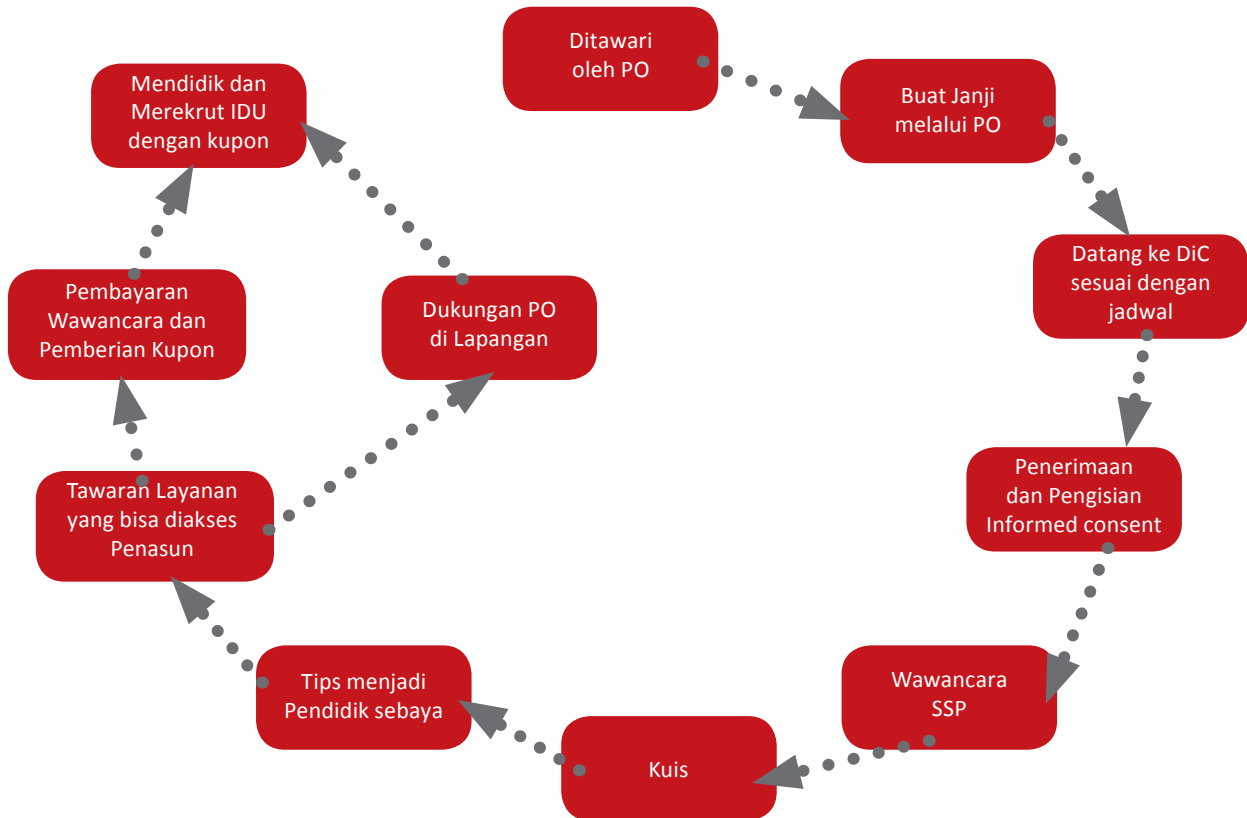 Ditawari
oleh PO
Buat Janji
melalui PO
Datang ke DiC
sesuai dengan
jadwal
Penerimaan
dan Pengisian
Informed consent
Wawancara
SSP
Kuis
Tips menjadi
Pendidik sebaya
Tawaran Layanan
yang bisa diakses
Penasun
Pembayaran
Wawancara dan
Pemberian Kupon
Dukungan PO
di Lapangan
Mendidik dan
Merekrut IDU
dengan kupon